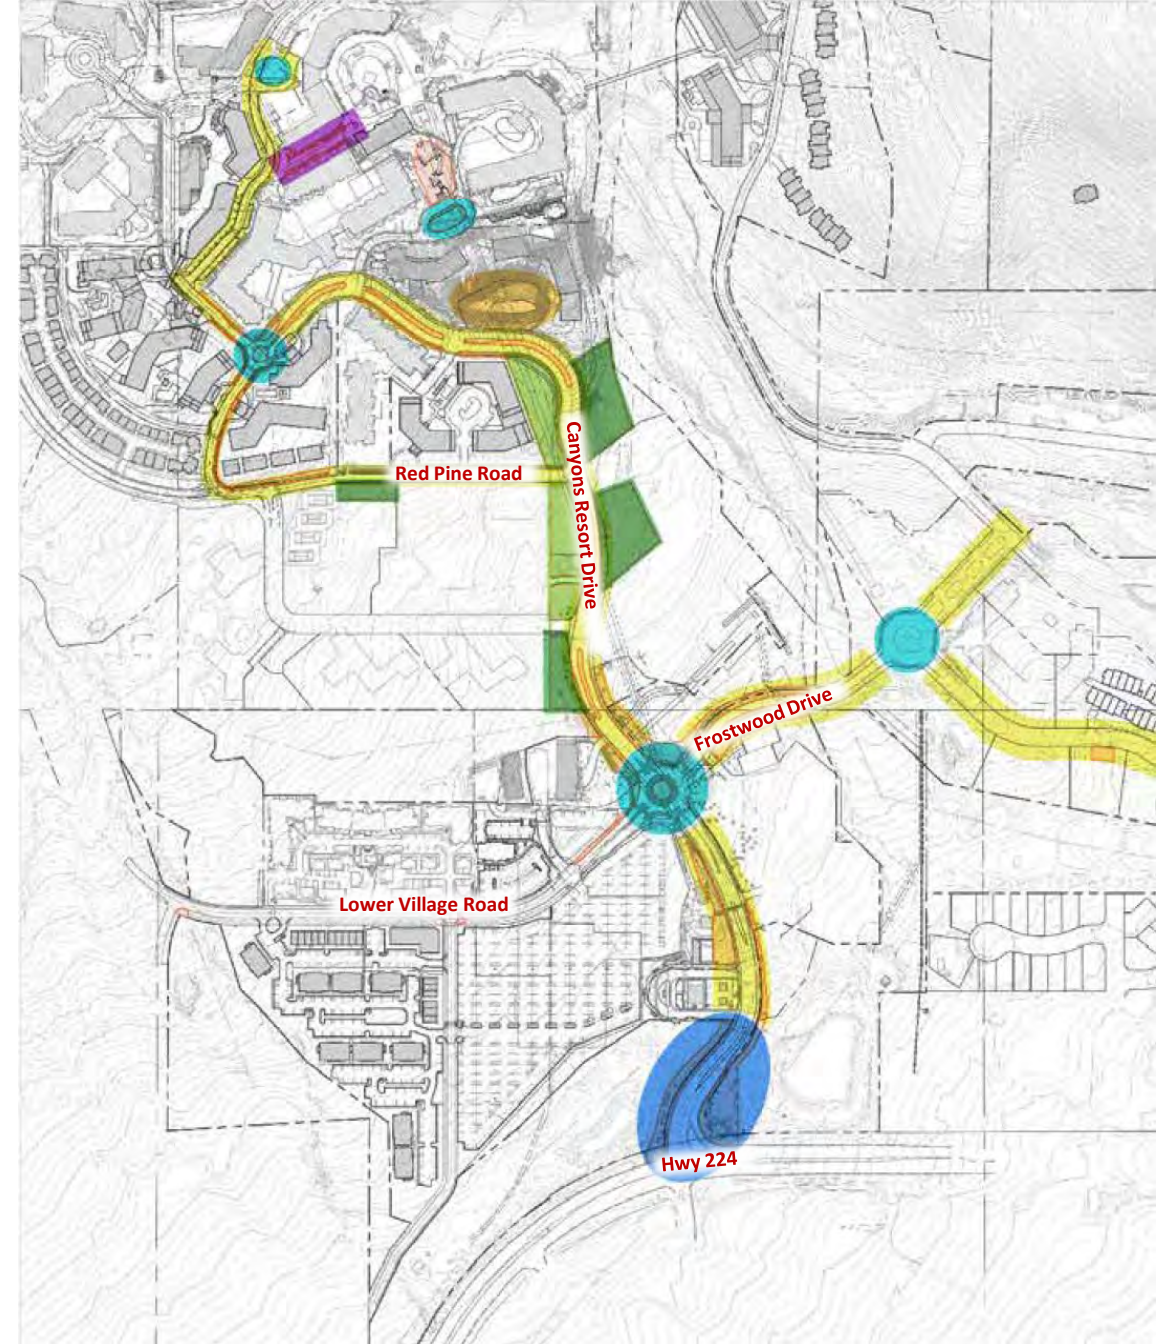 Red Pine Road
Canyons Resort Drive
Frostwood Drive
Lower Village Road
Hwy 224